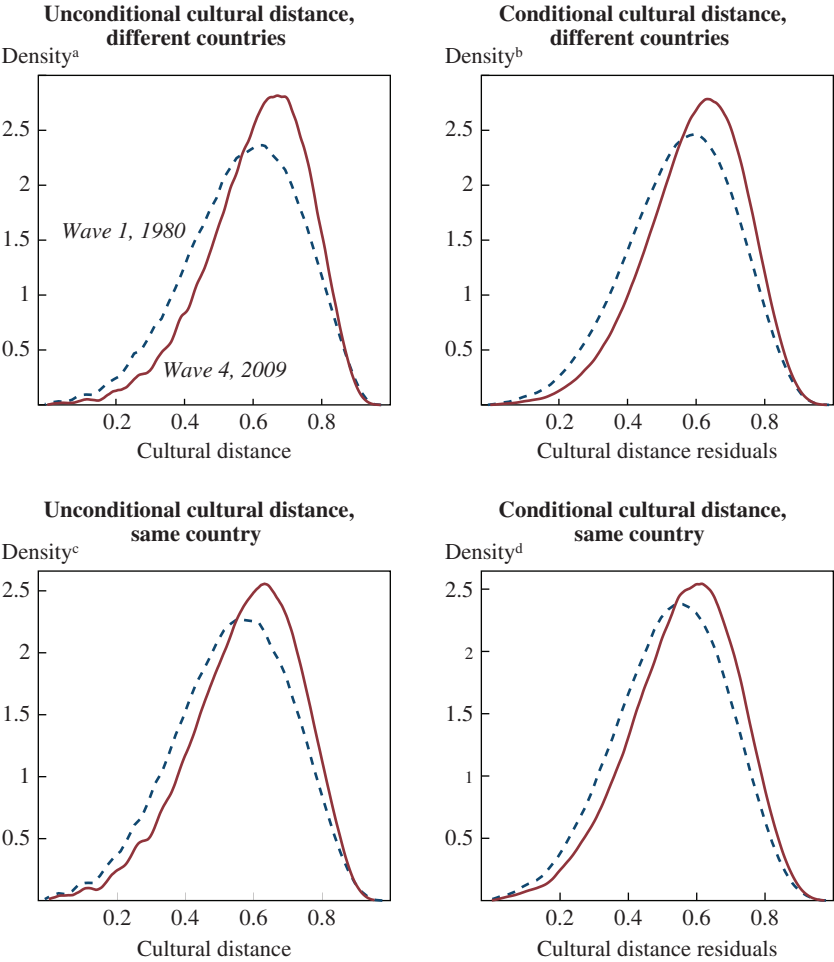 Unconditional cultural distance,
different countries
Densityᵃ
2.5
2
1.5
1
0.5
Wave 1, 1980
Wave 4, 2009
0.2 0.4 0.6 0.8
Cultural distance
Conditional cultural distance,
different countries
Densityᵇ
2.5
2
1.5
1
0.5
0.2 0.4 0.6 0.8
Cultural distance residuals
Unconditional cultural distance,
same country
Densityᶜ
2.5
2
1.5
1
0.5
0.2 0.4 0.6 0.8
Cultural distance
Conditional cultural distance,
same country
Densityᵈ
2.5
2
1.5
1
0.5
0.2 0.4 0.6 0.8
Cultural distance residuals